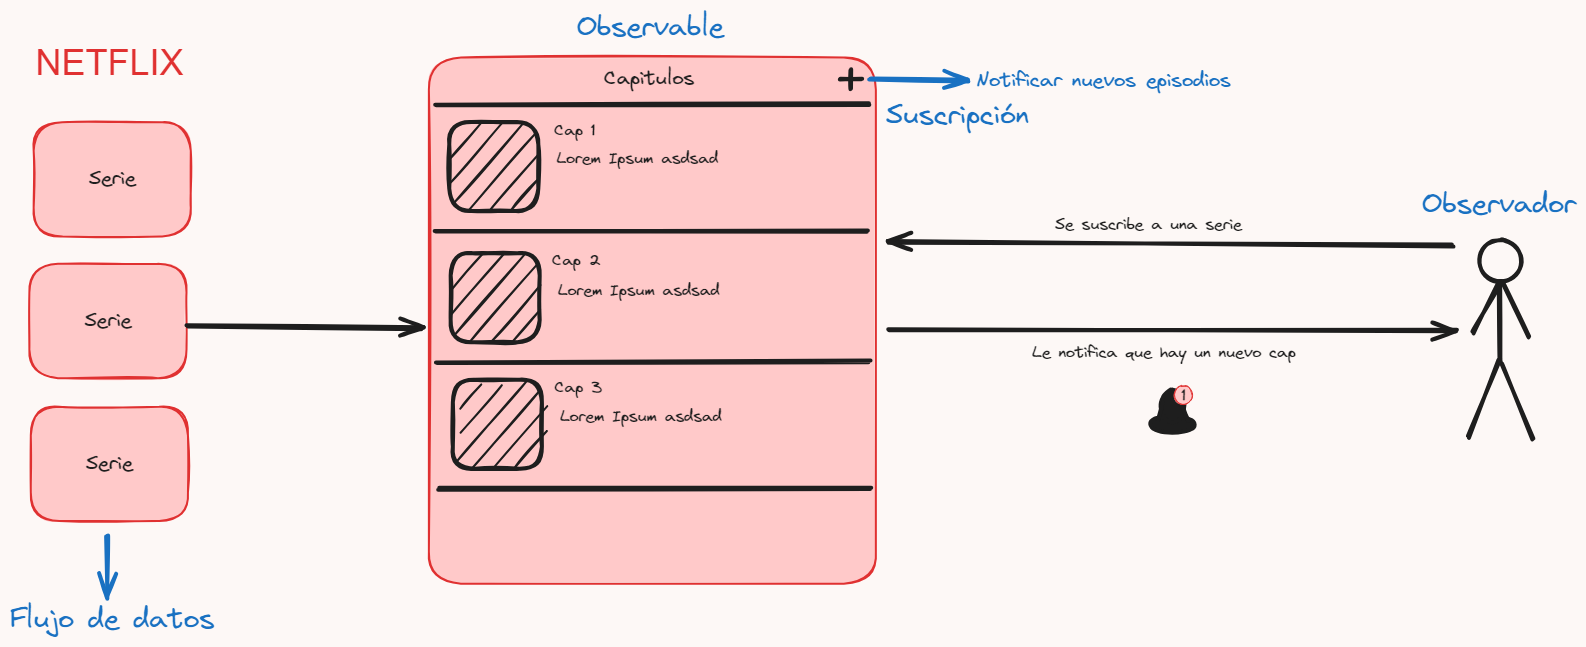 NETFLIX
Serie
Serie
Serie
Flujo de datos
Observable
Capitulos
Cap 1
Lorem Ipsum asdsad
Cap 2
Lorem Ipsum asdsad
Cap 3
Lorem Ipsum asdsad
Notificar nuevos episodios
Suscripción
Se suscribe a una serie
Le notifica que hay un nuevo cap
1
Observador